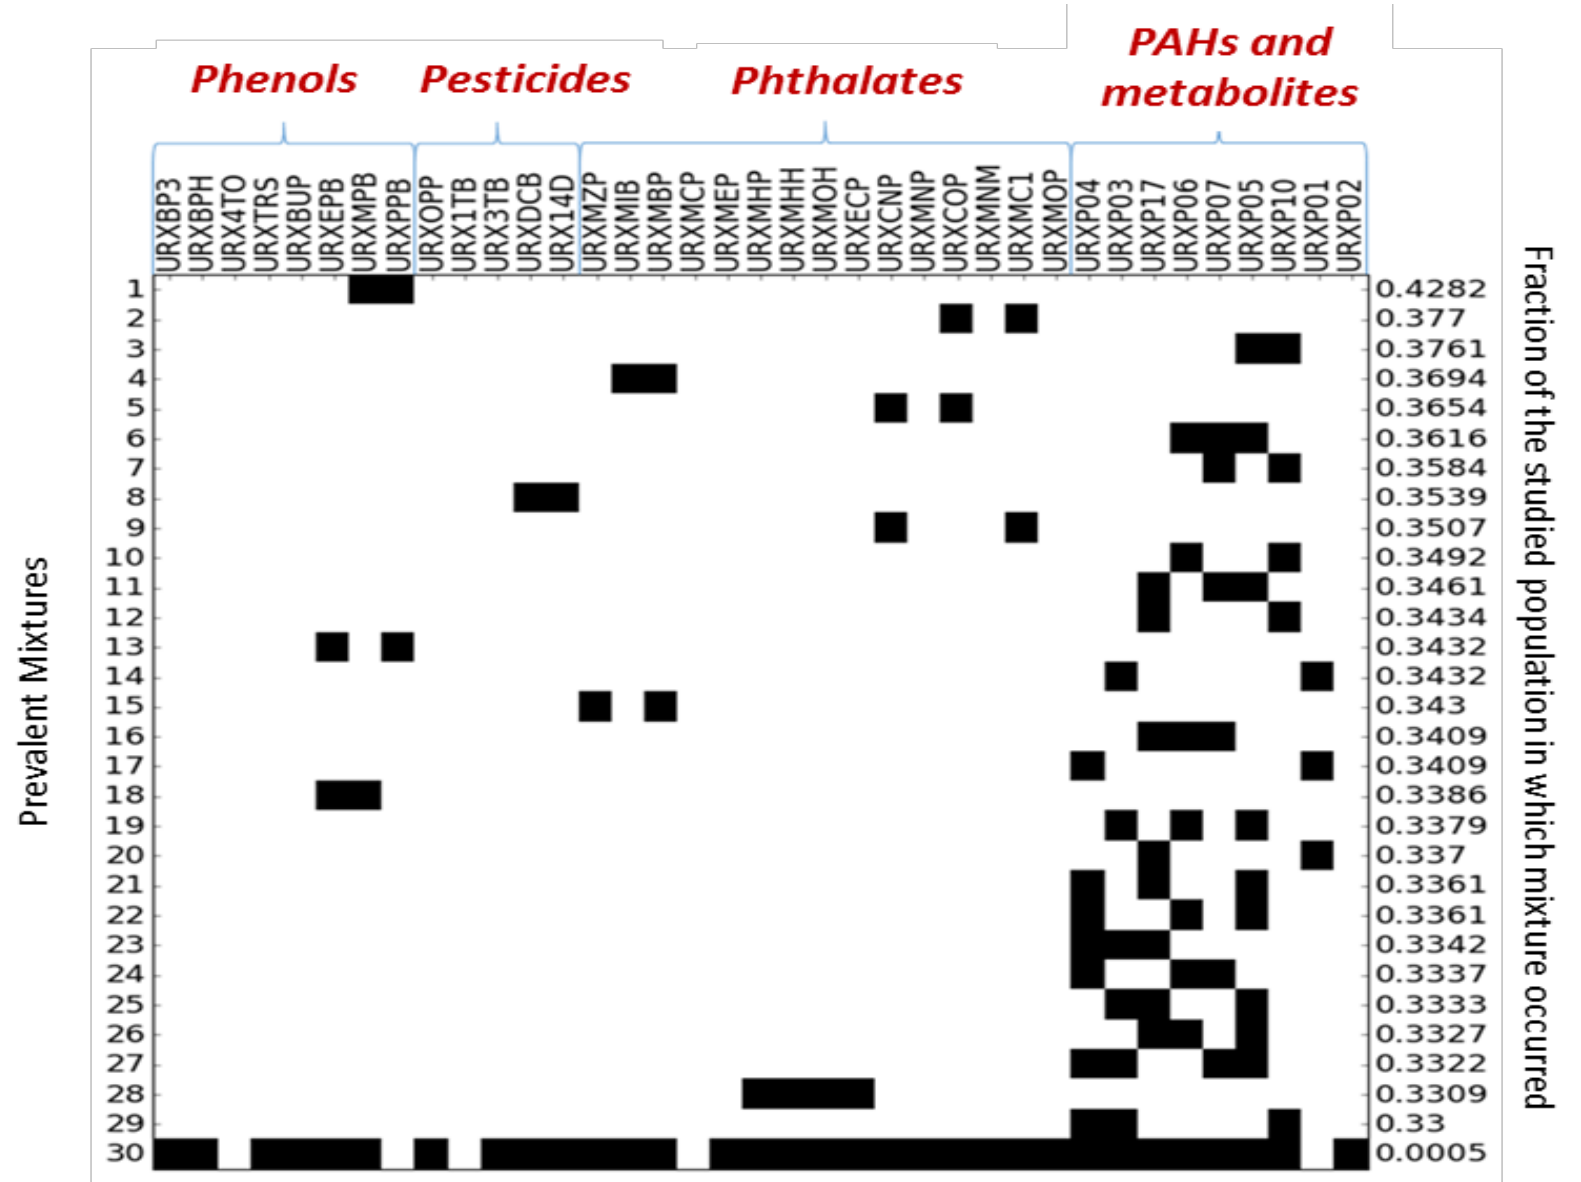 PAHs and
metabolites
Phenols
Pesticides
Phthalates
URXBP3
URXBPH
URX4TO
URXTRS
URXBUP
URXEPB
URXMPB
URXPPB
URXOPP
URX1TB
URX3TB
URXDCB
URX14D
URXMZP
URXMIB
URXMBP
URXMCP
URXMEP
URXMHP
URXMHH
URXMOH
URXECP
URXCNP
URXMNP
URXCOP
URXMNM
URXMC1
URXMOP
URXP04
URXP03
URXP17
URXP06
URXP07
URXP05
URXP10
URXP01
URXP02
Prevalent Mixtures
1 0.4282
2 0.377
3 0.3761
4 0.3694
5 0.3654
6 0.3616
7 0.3584
8 0.3539
9 0.3507
10 0.3492
11 0.3461
12 0.3434
13 0.3432
14 0.3432
15 0.343
16 0.3409
17 0.3409
18 0.3386
19 0.3379
20 0.337
21 0.3361
22 0.3361
23 0.3342
24 0.3337
25 0.3333
26 0.3327
27 0.3322
28 0.3309
29 0.33
30 0.0005
Fraction of the studied population in which mixture occurred